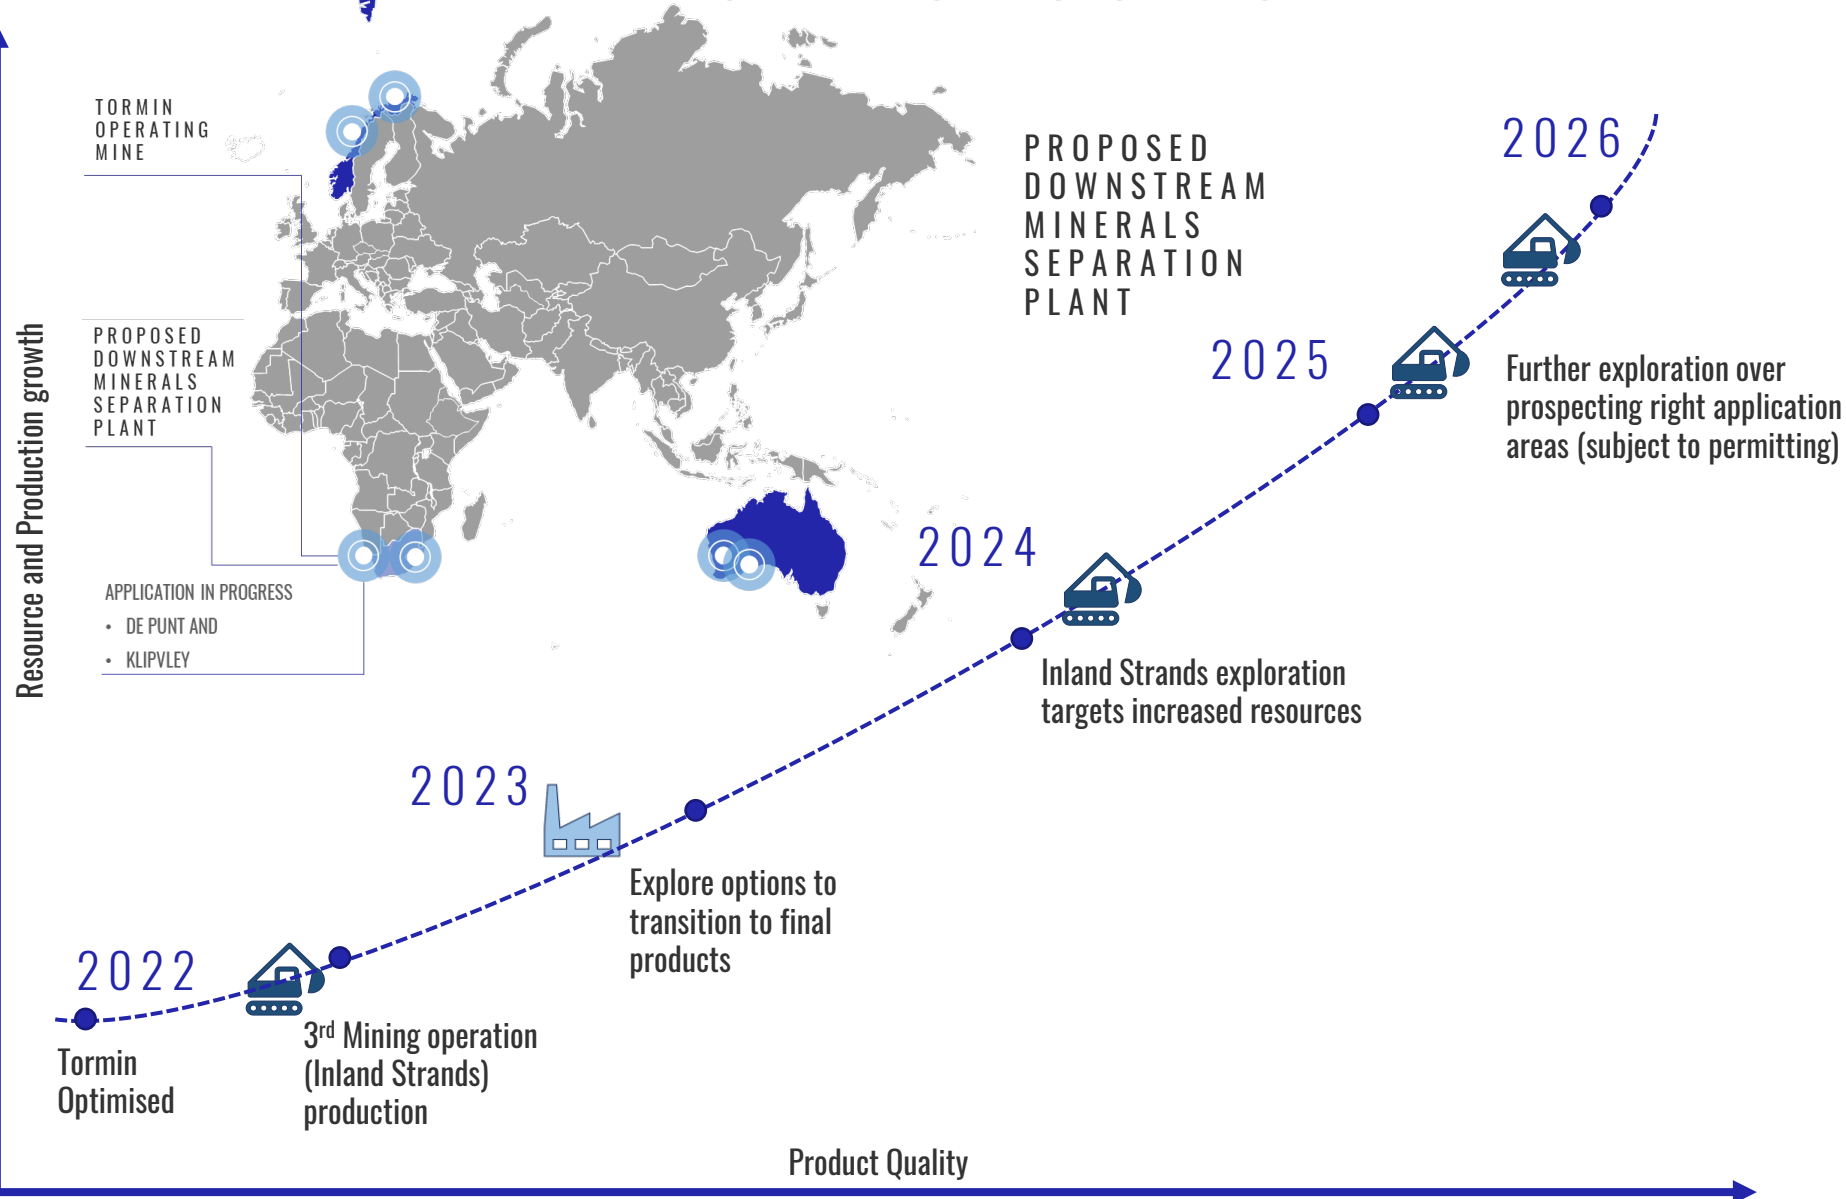 TORMIN
OPERATING
MINE
PROPOSED
DOWNSTREAM
MINERALS
SEPARATION
PLANT
APPLICATION IN PROGRESS
• DE PUNT AND
• KLIPVLEY
PROPOSED
DOWNSTREAM
MINERALS
SEPARATION
PLANT
2026
2025
Further exploration over
prospecting right application
areas (subject to permitting)
2024
Inland Strands exploration
targets increased resources
2023
Explore options to
transition to final
products
2022
Tormin
Optimised
3rd Mining operation
(Inland Strands)
production
Resource and Production growth
Product Quality